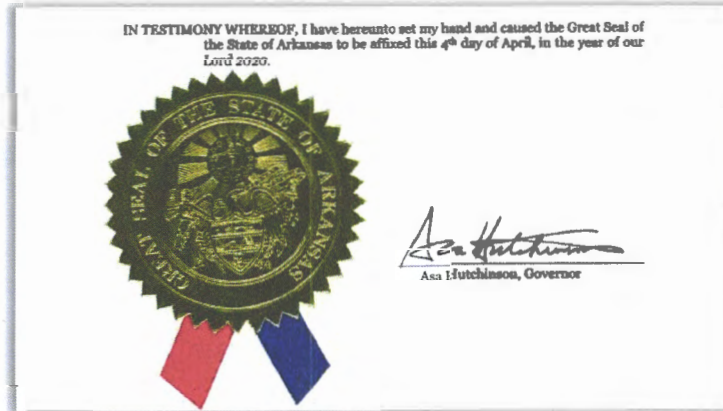 IN TESTIMONY WHEREOF, I have hereunto set my hand and caused the Great Seal of
the State of Arkansas to be affixed this 4th day of April, in the year of our
Lord 2020.
GREAT SEAL OF THE STATE OF ARKANSAS
Asa Hutchinson
Asa Hutchinson, Governor